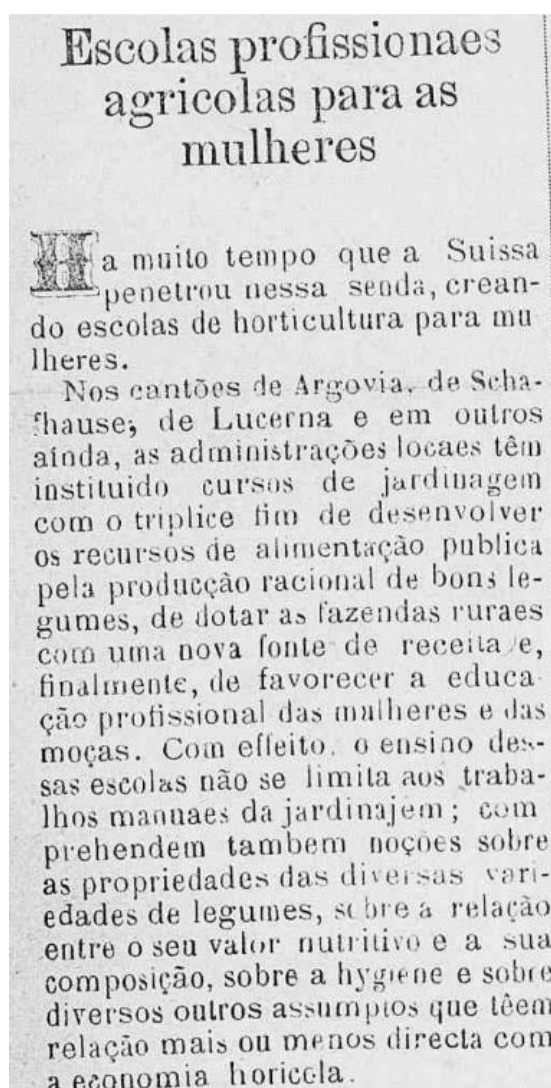 Escolas profissionaes
agricolas para as
mulheres
Ha muito tempo que a Suissa
penetrou nessa senda, crean-
do escolas de horticultura para mu
lheres.
Nos cantões de Argovia, de Scha-
fhause, de Lucerna e em outros
ainda, as administrações locaes têm
instituido cursos de jardinagem
com o triplice fim de desenvolver
os recursos de alimentação publica
pela producção racional de bons le-
gumes, de dotar as fazendas ruraes
com uma nova fonte de receita e,
finalmente, de favorecer a educa
ção profissional das mulheres e das
moças. Com effeito, o ensino des-
sas escolas não se limita aos traba-
lhos manuaes da jardinajem; com
prehendem tambem noções sobre
as propriedades das diversas vari-
edades de legumes, sobre a relação
entre o seu valor nutritivo e a sua
composição, sobre a hygiene e sobre
diversos outros assumptos que têem
relação mais ou menos directa com
a economia horicola.